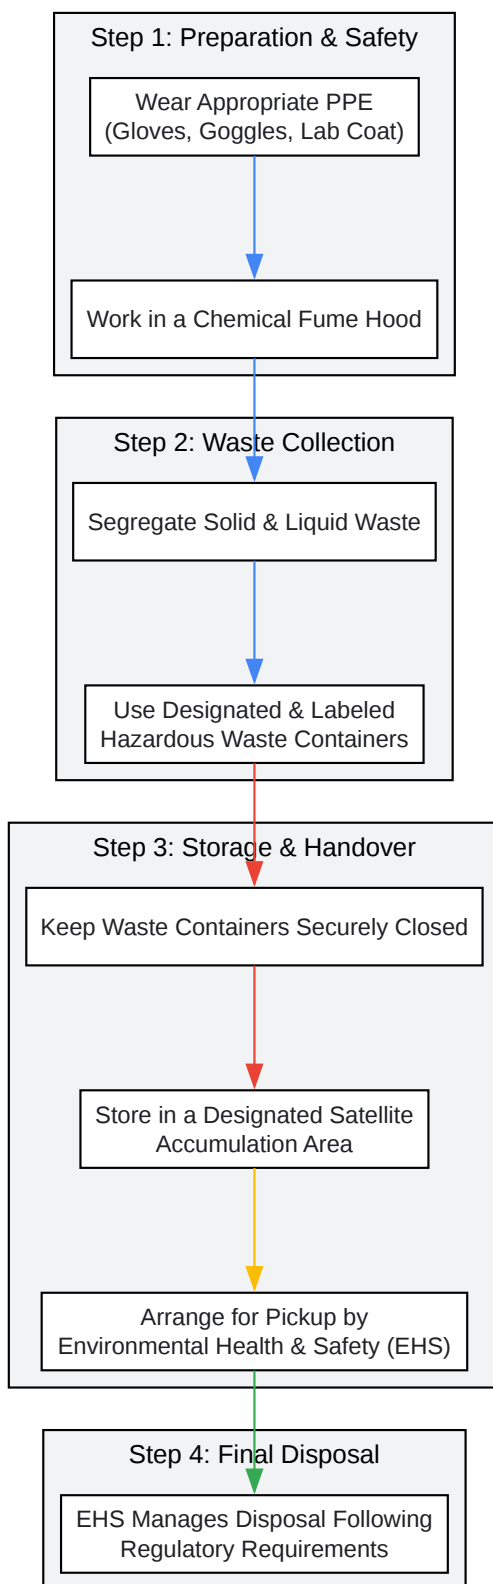 Step 1: Preparation & Safety
Wear Appropriate PPE
(Gloves, Goggles, Lab Coat)
Work in a Chemical Fume Hood
Step 2: Waste Collection
Segregate Solid & Liquid Waste
Use Designated & Labeled
Hazardous Waste Containers
Step 3: Storage & Handover
Keep Waste Containers Securely Closed
Store in a Designated Satellite
Accumulation Area
Arrange for Pickup by
Environmental Health & Safety (EHS)
Step 4: Final Disposal
EHS Manages Disposal Following
Regulatory Requirements